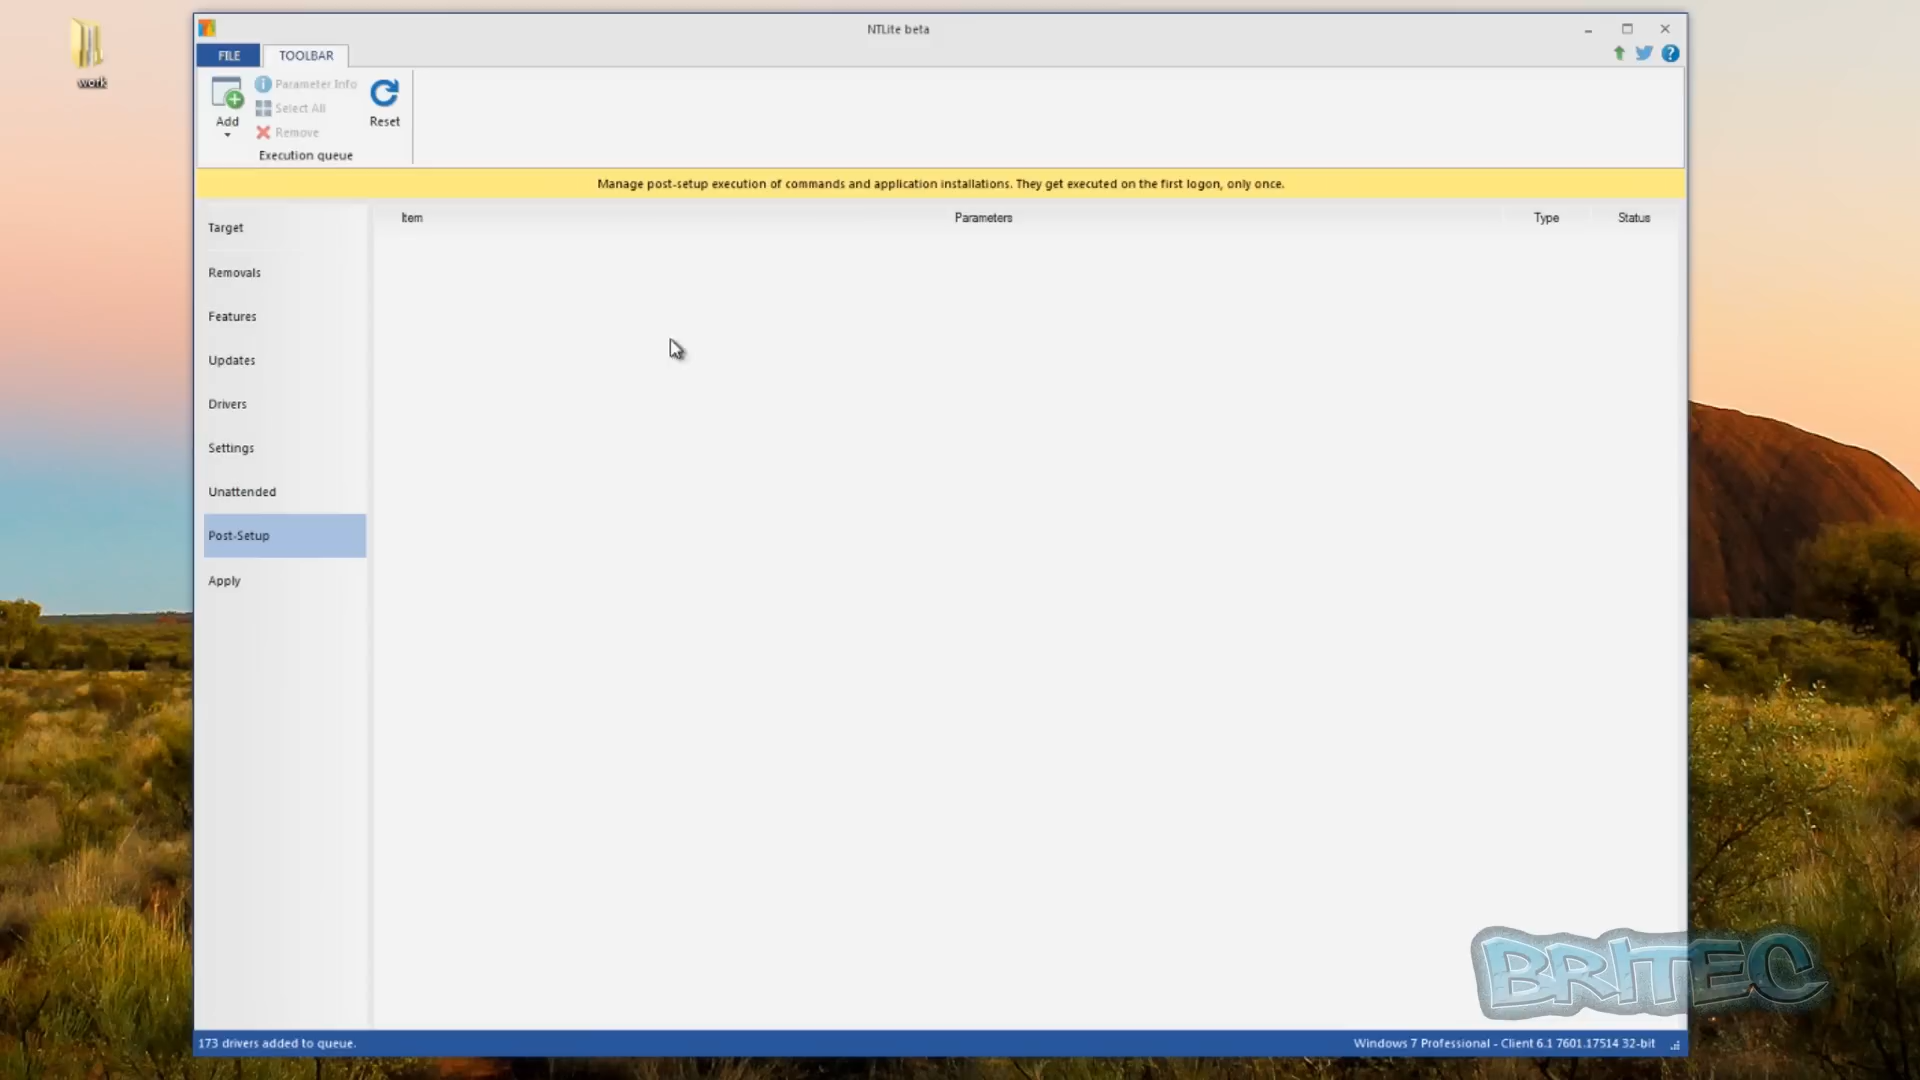 work
NTLite beta
FILE
TOOLBAR
Add
Parameter Info
Select All
Remove
Reset
Execution queue
Manage post-setup execution of commands and application installations. They get executed on the first logon, only once.
Item
Parameters
Type
Status
Target
Removals
Features
Updates
Drivers
Settings
Unattended
Post-Setup
Apply
BRITEC
173 drivers added to queue.
Windows 7 Professional - Client 6.1 7601.17514 32-bit